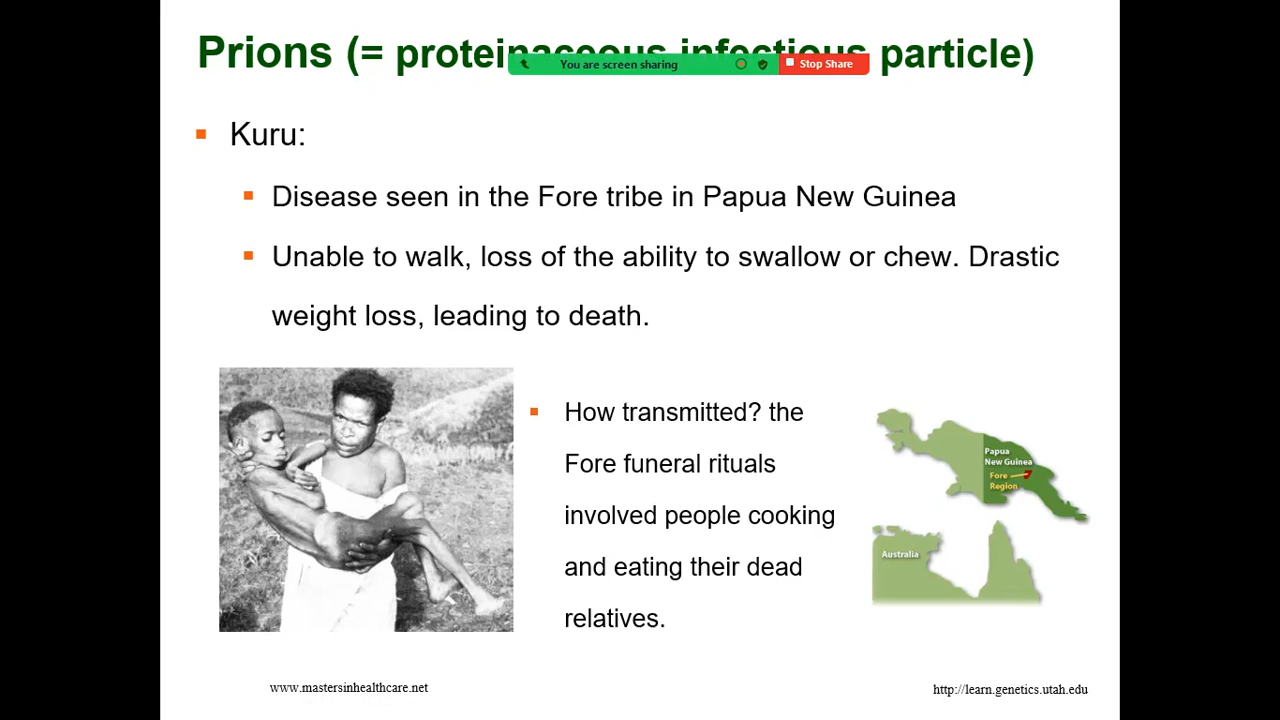 Prions (= proteinaceous infectious particle)
You are screen sharing
Stop Share
Kuru:
Disease seen in the Fore tribe in Papua New Guinea
Unable to walk, loss of the ability to swallow or chew. Drastic
weight loss, leading to death.
How transmitted? the
Fore funeral rituals
involved people cooking
and eating their dead
relatives.
Papua
New Guinea
Fore
Region
Australia
www.mastersinhealthcare.net
http://learn.genetics.utah.edu